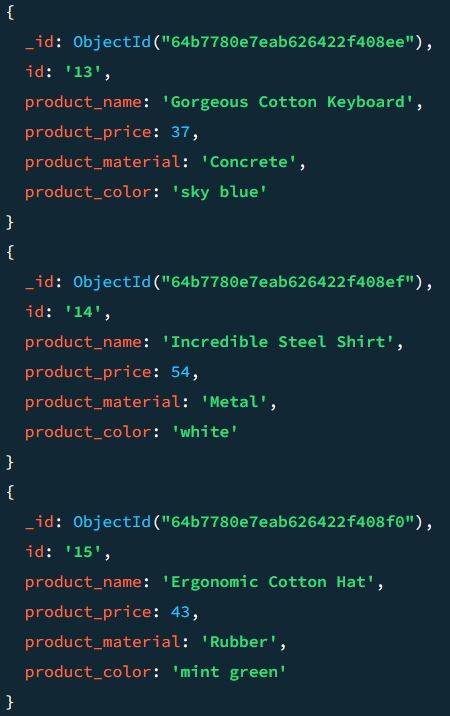 {
_id: ObjectId("64b7780e7eab626422f408ee"),
id: '13',
product_name: 'Gorgeous Cotton Keyboard',
product_price: 37,
product_material: 'Concrete',
product_color: 'sky blue'
}
{
_id: ObjectId("64b7780e7eab626422f408ef"),
id: '14',
product_name: 'Incredible Steel Shirt',
product_price: 54,
product_material: 'Metal',
product_color: 'white'
}
{
_id: ObjectId("64b7780e7eab626422f408f0"),
id: '15',
product_name: 'Ergonomic Cotton Hat',
product_price: 43,
product_material: 'Rubber',
product_color: 'mint green'
}